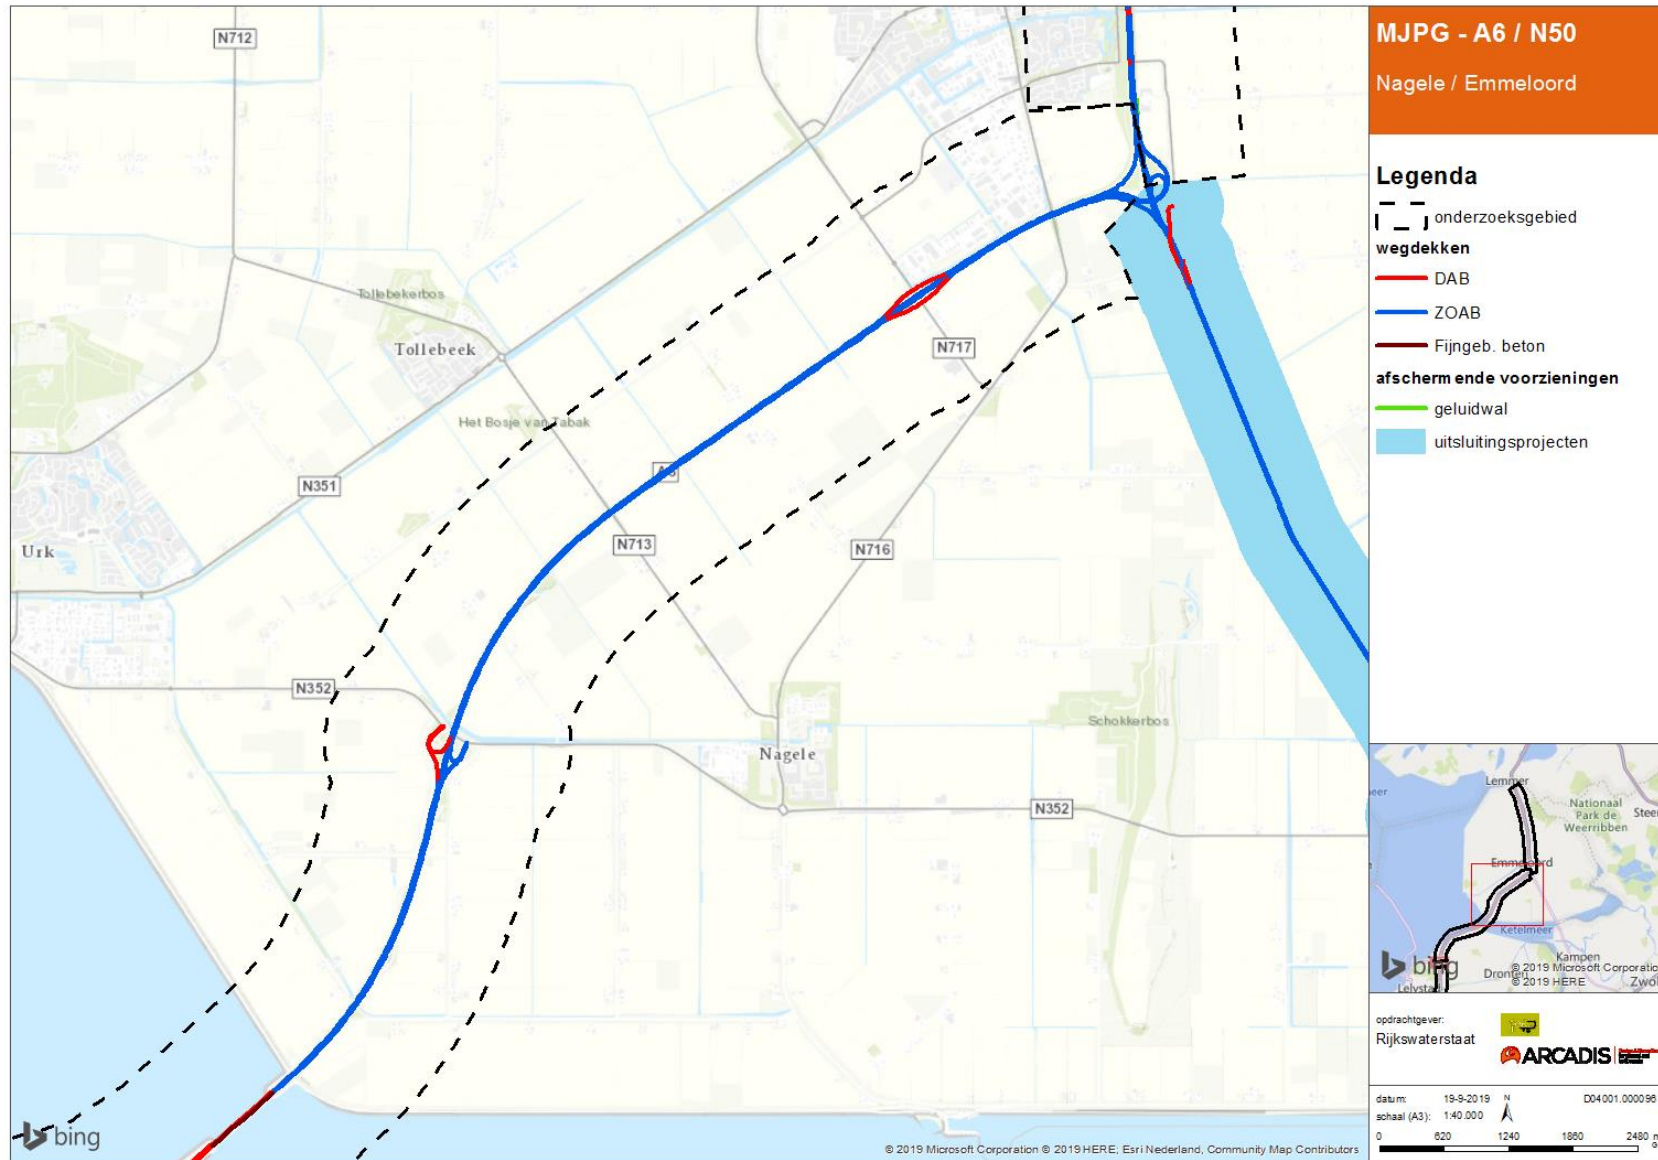 N712
Tollebekerbos
Tollebeek
Het Bosje van Tabak
N717
N351
A6
Urk
N713
N716
N352
Schokkerbos
Nagele
N352
bing
© 2019 Microsoft Corporation © 2019 HERE; Esri Nederland, Community Map Contributors
MJPG - A6 / N50
Nagele / Emmeloord
Legenda
onderzoeksgebied
wegdekken
DAB
ZOAB
Fijngeb. beton
afschermende voorzieningen
geluidwal
uitsluitingsprojecten
Lemmer
Nationaal
Park de
Weerribben
Emmeloord
Ketelmeer
Kampen
Dronten
bing
© 2019 Microsoft Corporatio
© 2019 HERE
opdrachtgever:
Rijkswaterstaat
ARCADIS
datum: 19-9-2019 N D04001.000096
schaal (A3): 1:40.000
0 620 1240 1860 2480